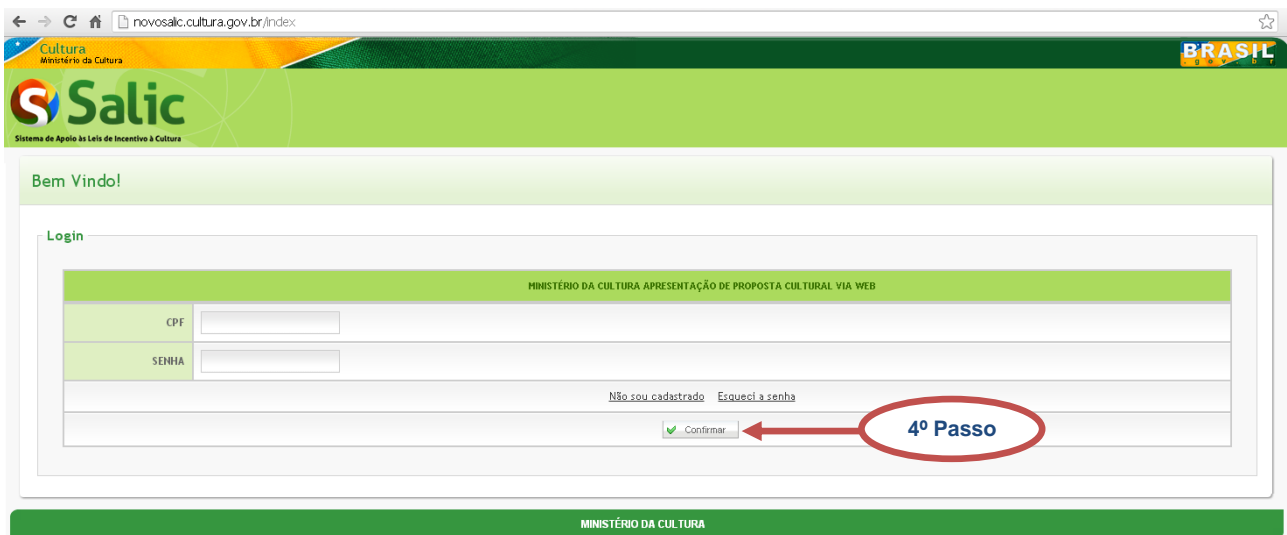 novosalic.cultura.gov.br/index
Cultura
Ministério da Cultura
BRASIL
.gov.br
Salic
Sistema de Apoio às Leis de Incentivo à Cultura
Bem Vindo!
Login
MINISTÉRIO DA CULTURA APRESENTAÇÃO DE PROPOSTA CULTURAL VIA WEB
CPF
SENHA
Não sou cadastrado Esqueci a senha
Confirmar
4º Passo
MINISTÉRIO DA CULTURA